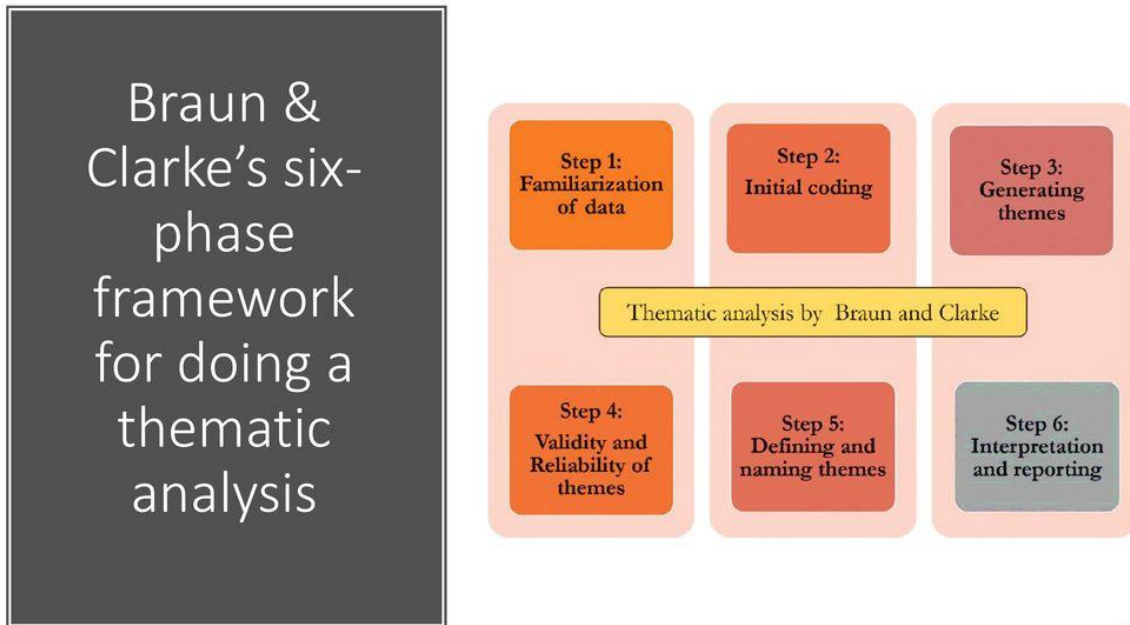 Braun &
Clarke’s six-
phase
framework
for doing a
thematic
analysis
Step 1:
Familiarization
of data
Step 2:
Initial coding
Step 3:
Generating
themes
Thematic analysis by Braun and Clarke
Step 4:
Validity and
Reliability of
themes
Step 5:
Defining and
naming themes
Step 6:
Interpretation
and reporting